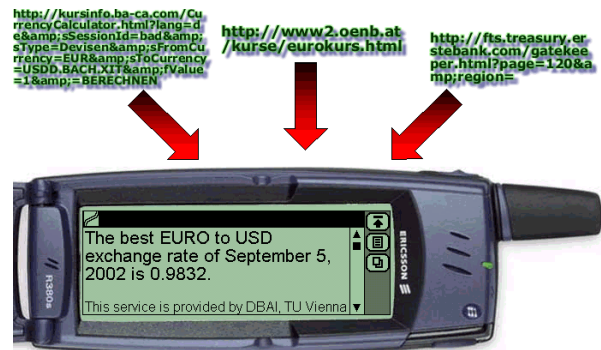 http://kursinfo.ba-ca.com/Cu
rrencyCalculator.html?lang=d
e&amp;sSessionId=bad&amp;
sType=Devisen&amp;sFromCu
rrency=EUR&amp;sToCurrency
=USDD.BACH.XIT&amp;fValue
=1&amp;=BERECHNEN
http://www2.oenb.at
/kurse/eurokurs.html
http://fts.treasury.er
stebank.com/gatekee
per.html?page=120&a
mp;region=
The best EURO to USD
exchange rate of September 5,
2002 is 0.9832.
This service is provided by DBAI, TU Vienna
ERICSSON
R380s